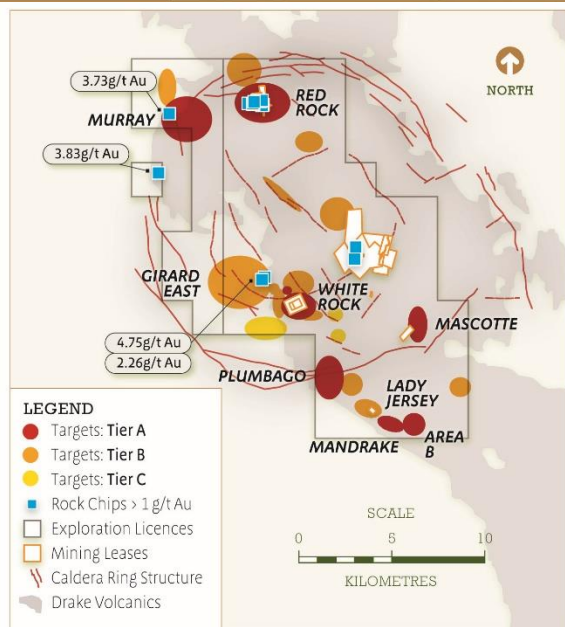 3.73g/t Au
MURRAY
RED
ROCK
NORTH
3.83g/t Au
GIRARD
EAST
WHITE
ROCK
4.75g/t Au
2.26g/t Au
MASCOTTE
PLUMBAGO
LADY
JERSEY
MANDRAKE
AREA
B
LEGEND
Targets: Tier A
Targets: Tier B
Targets: Tier C
Rock Chips > 1 g/t Au
Exploration Licences
Mining Leases
Caldera Ring Structure
Drake Volcanics
SCALE
0 5 10
KILOMETRES